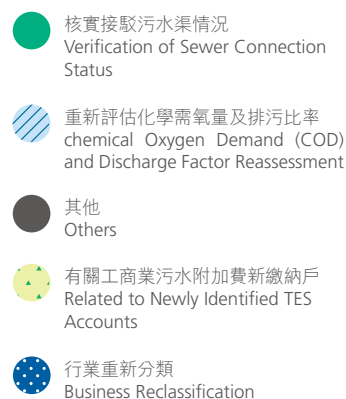 核實接駁污水渠情況
Verification of Sewer Connection
Status
重新評估化學需氧量及排污比率
chemical Oxygen Demand (COD)
and Discharge Factor Reassessment
其他
Others
有關工商業污水附加費新繳納戶
Related to Newly Identified TES
Accounts
行業重新分類
Business Reclassification